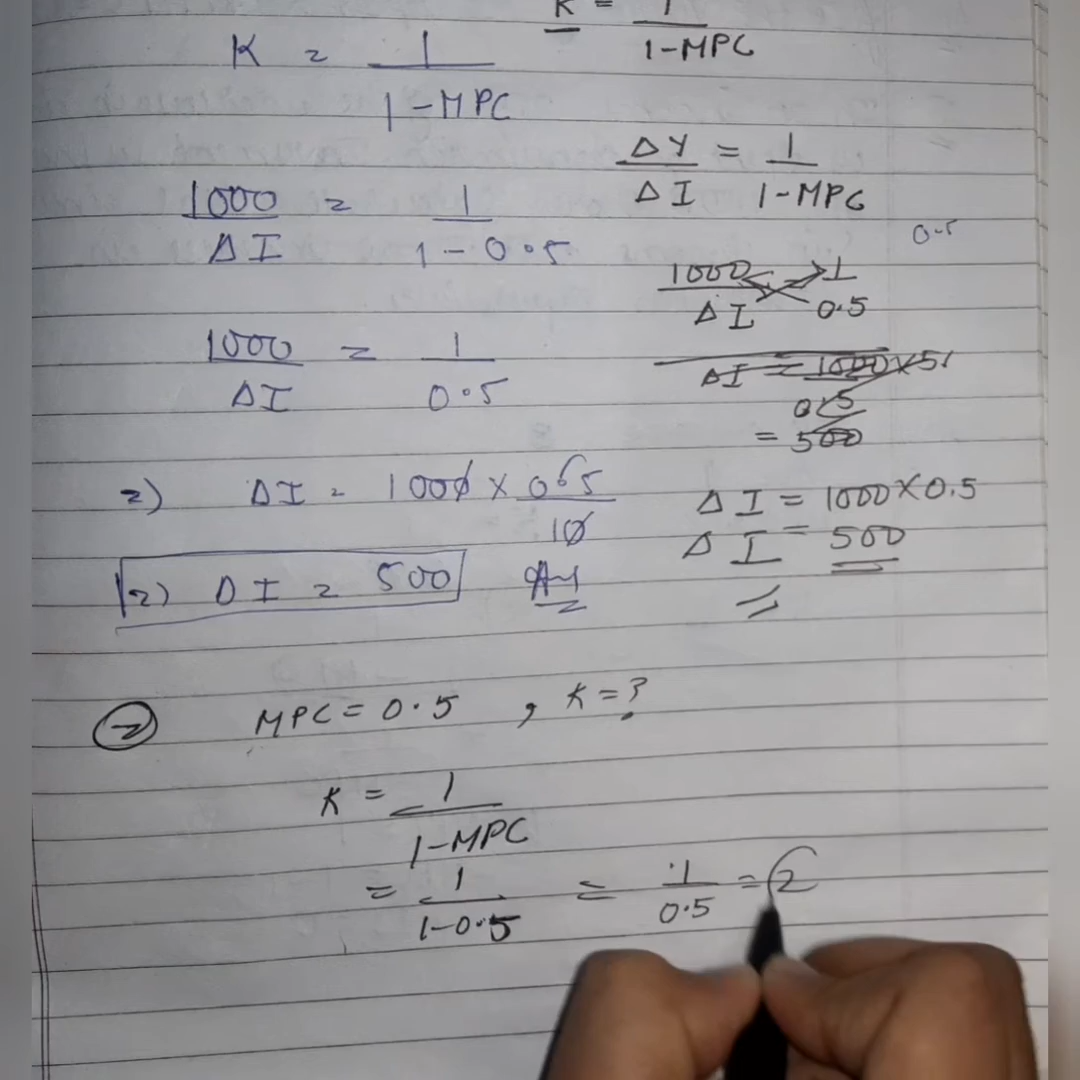 K = 1 / 1-MPC
K = 1 / 1-MPC
ΔY / ΔI = 1 / 1-MPC
1000 / ΔI = 1 / 1-0.5
0.5
1000 / ΔI 1 / 0.5
1000 / ΔI = 1 / 0.5
ΔI = 1000×51 / 0.5
= 500
2) ΔI = 1000 × 05 / 10
ΔI = 1000×0.5
ΔI = 500
2) ΔI = 500
MPC = 0.5 , K = ?
K = 1 / 1-MPC
= 1 / 1-0.5 = 1 / 0.5 = 2